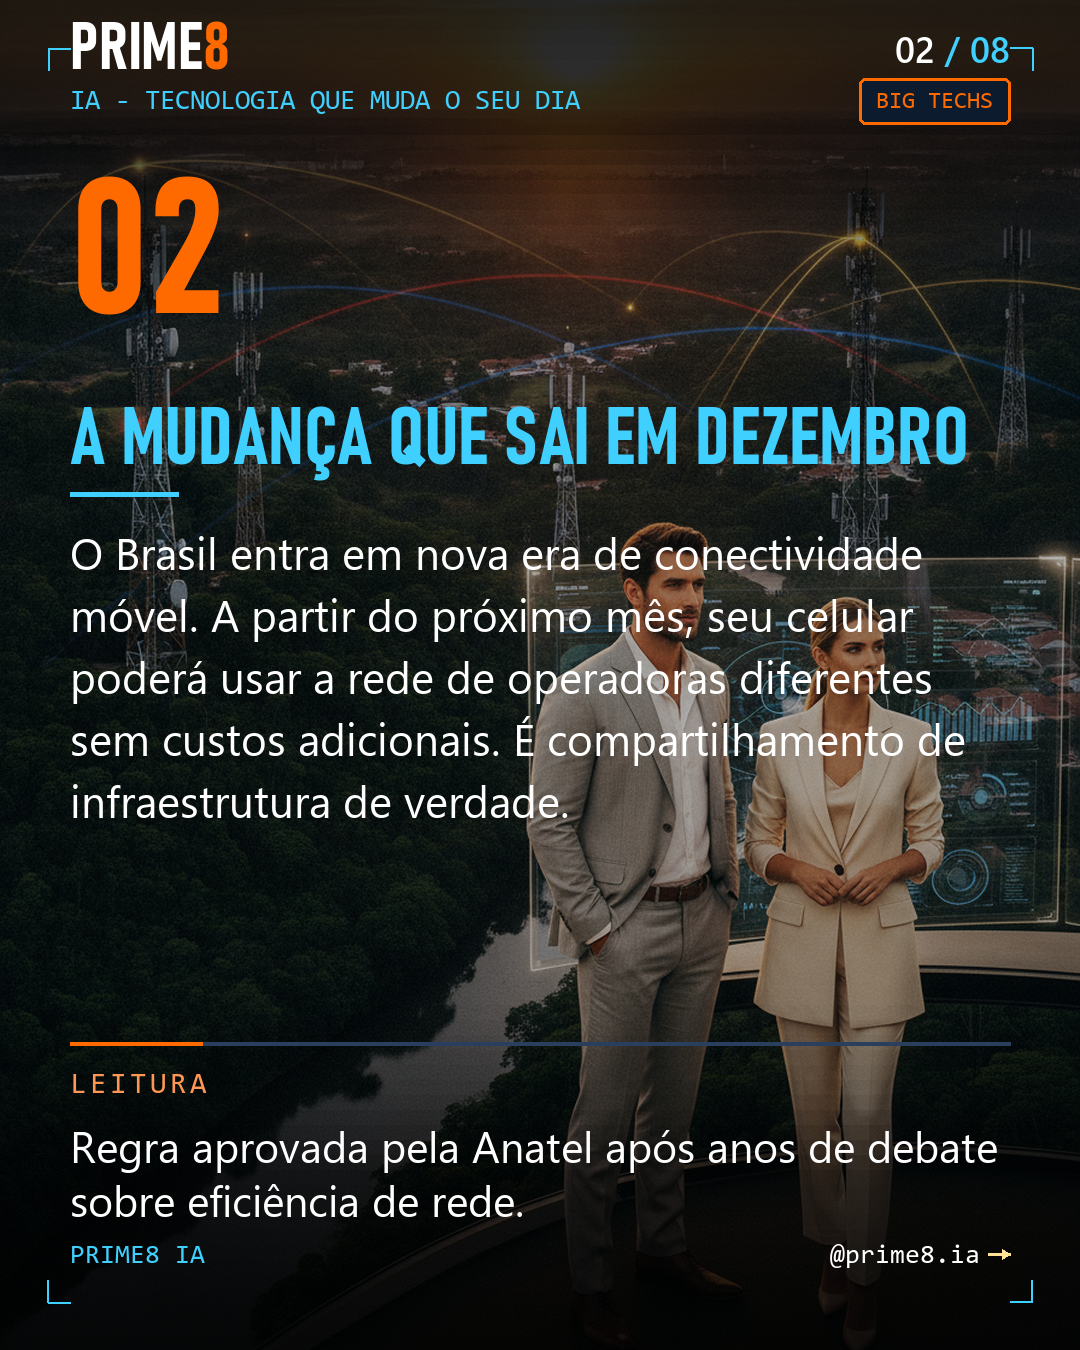 PRIME8
02 / 08
IA - TECNOLOGIA QUE MUDA O SEU DIA
BIG TECHS
02
A MUDANÇA QUE SAI EM DEZEMBRO
O Brasil entra em nova era de conectividade
móvel. A partir do próximo mês, seu celular
poderá usar a rede de operadoras diferentes
sem custos adicionais. É compartilhamento de
infraestrutura de verdade.
LEITURA
Regra aprovada pela Anatel após anos de debate
sobre eficiência de rede.
PRIME8 IA
@prime8.ia